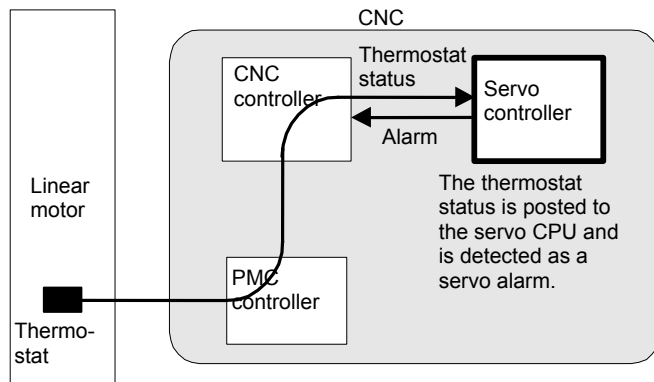 CNC
Thermostat
status
CNC
controller
Servo
controller
Alarm
Linear
motor
The thermostat
status is posted to
the servo CPU and
is detected as a
servo alarm.
PMC
controller
Thermo-
stat